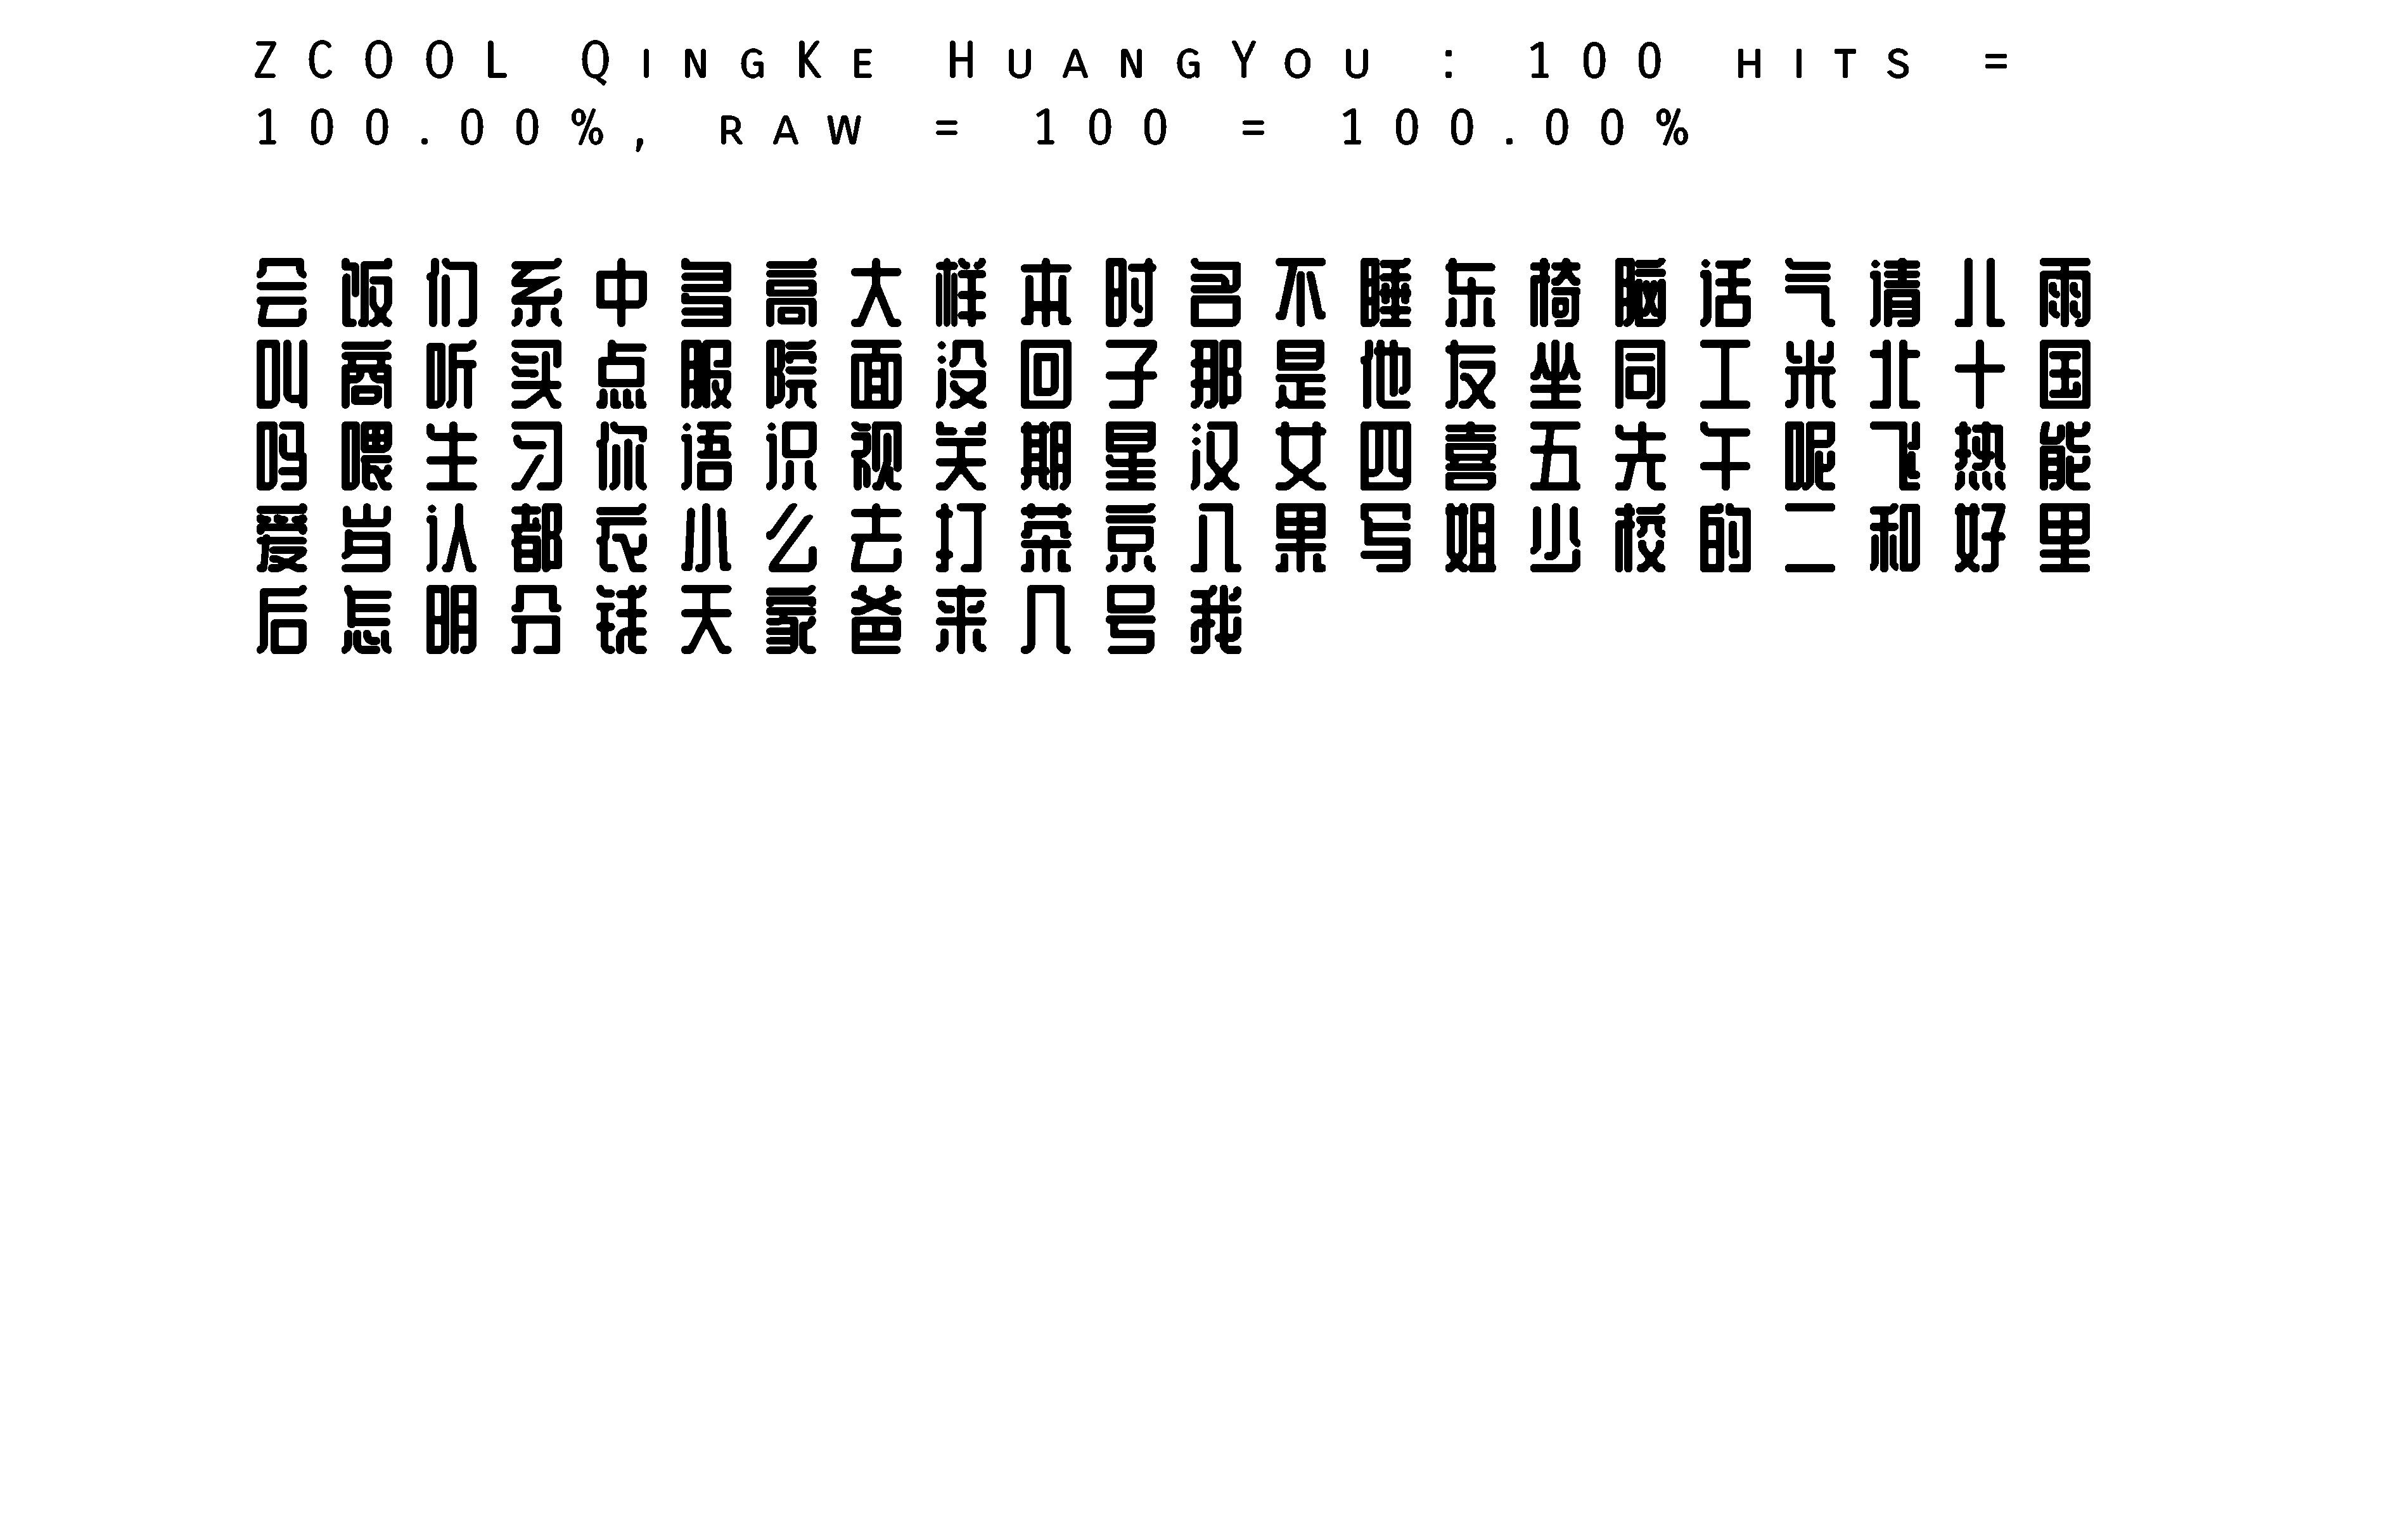 ZCOOL QingKe HuangYou : 100 hits =
100.00%, raw = 100 = 100.00%
会饭们系中多高大样本时名不睡东椅脑话气请儿雨
叫商听买点服院面没回子那是他友坐同工米北十国
吗喂生习你语识视关期星汉女四喜五先午呢飞热能
爱岁认都衣小么去打茶京八果写姐少校的二和好里
后怎明分钱天家爸来几号我